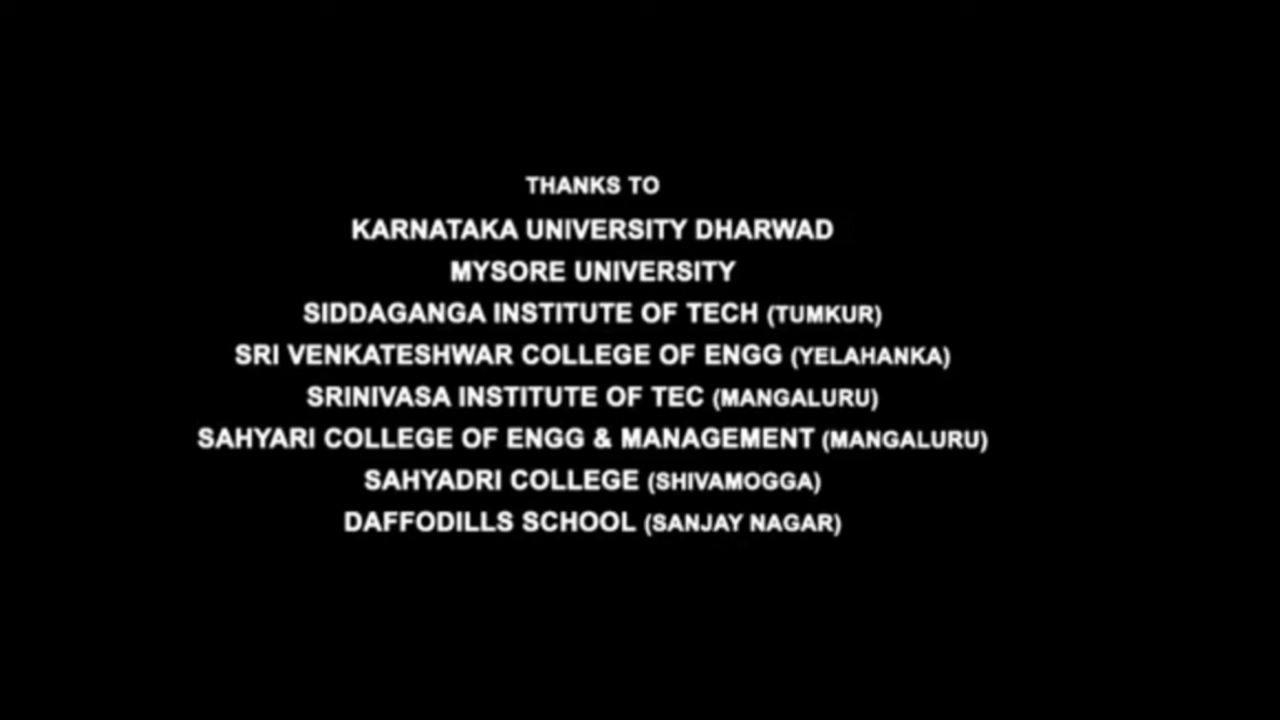 THANKS TO
KARNATAKA UNIVERSITY DHARWAD
MYSORE UNIVERSITY
SIDDAGANGA INSTITUTE OF TECH (TUMKUR)
SRI VENKATESHWAR COLLEGE OF ENGG (YELAHANKA)
SRINIVASA INSTITUTE OF TEC (MANGALURU)
SAHYARI COLLEGE OF ENGG & MANAGEMENT (MANGALURU)
SAHYADRI COLLEGE (SHIVAMOGGA)
DAFFODILLS SCHOOL (SANJAY NAGAR)